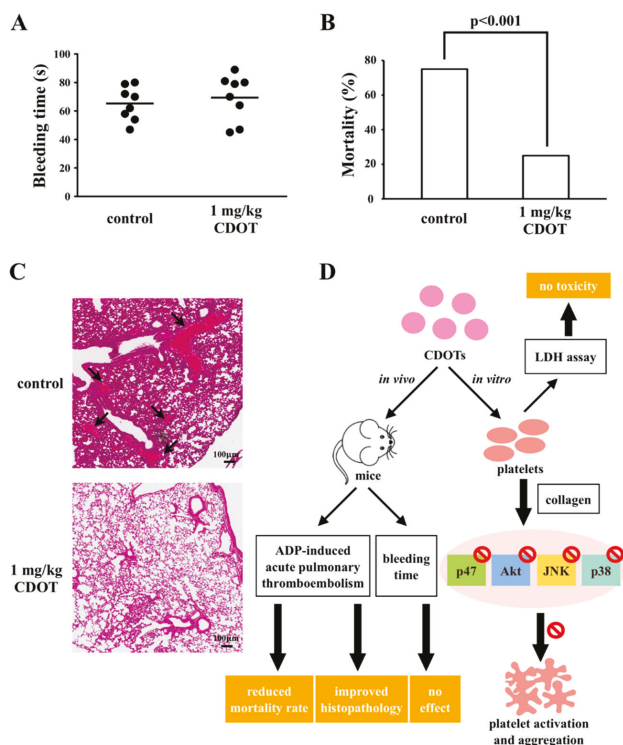 A
Bleeding time (s)
100
80
60
40
20
0
control
1 mg/kg
CDOT
B
p<0.001
Mortality (%)
80
60
40
20
0
control
1 mg/kg
CDOT
C
control
100μm
1 mg/kg
CDOT
100μm
D
no toxicity
CDOTs
LDH assay
in vivo
in vitro
mice
platelets
collagen
ADP-induced
acute pulmonary
thromboembolism
bleeding
time
p47
Akt
JNK
p38
reduced
mortality rate
improved
histopathology
no
effect
platelet activation
and aggregation